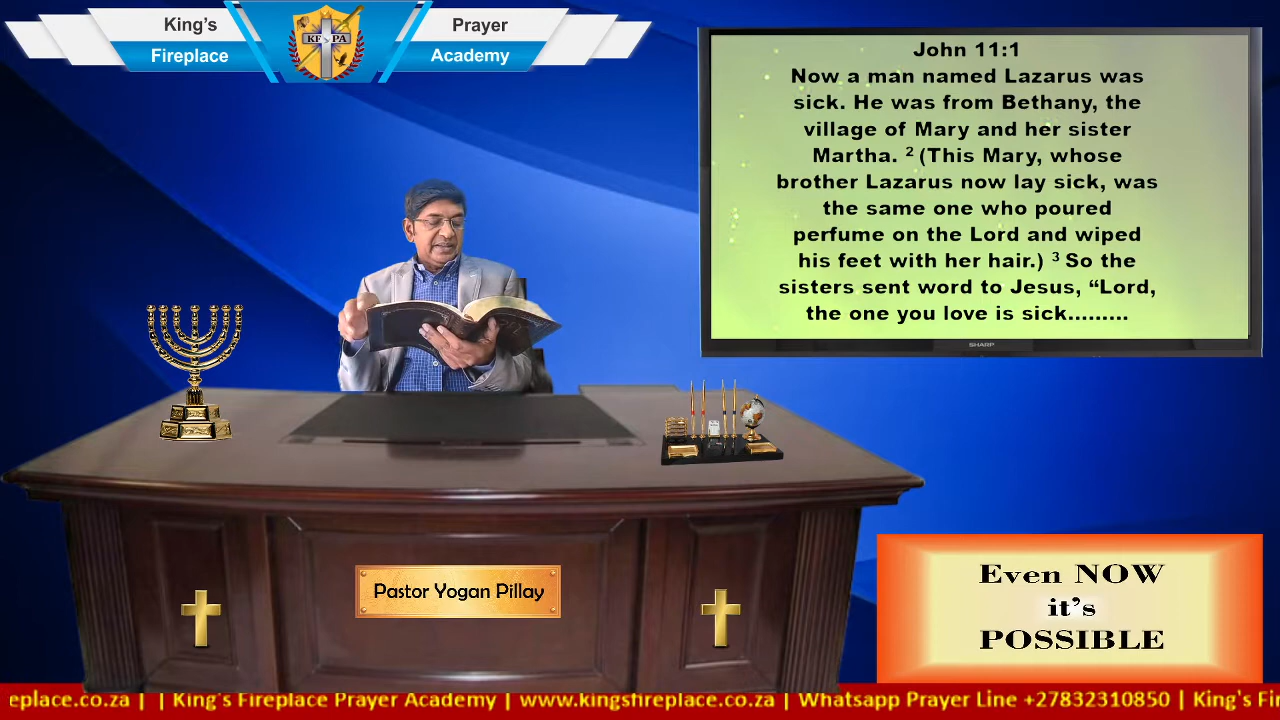 King's
Fireplace
KF PA
Prayer
Academy
John 11:1
Now a man named Lazarus was
sick. He was from Bethany, the
village of Mary and her sister
Martha. ² (This Mary, whose
brother Lazarus now lay sick, was
the same one who poured
perfume on the Lord and wiped
his feet with her hair.) ³ So the
sisters sent word to Jesus, “Lord,
the one you love is sick.........
SHARP
Pastor Yogan Pillay
Even NOW
it’s
POSSIBLE
eplace.co.za | | King's Fireplace Prayer Academy | www.kingsfireplace.co.za | Whatsapp Prayer Line +27832310850 | King's Fi